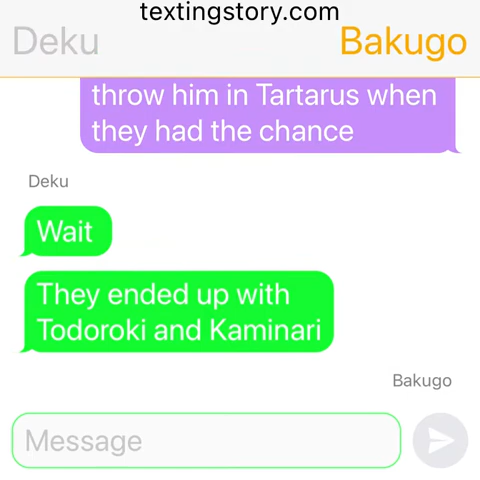 textingstory.com
Deku
Bakugo
throw him in Tartarus when
they had the chance
Deku
Wait
They ended up with
Todoroki and Kaminari
Bakugo
Message